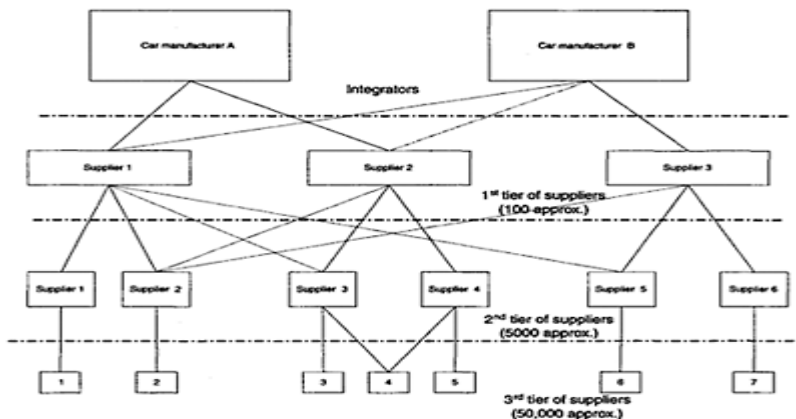 Car manufacturer A
Car manufacturer B
Integrators
Supplier 1
Supplier 2
Supplier 3
1st tier of suppliers
(100 approx.)
Supplier 1
Supplier 2
Supplier 3
Supplier 4
Supplier 5
Supplier 6
2nd tier of suppliers
(5000 approx.)
1
2
3
4
5
6
7
3rd tier of suppliers
(50,000 approx.)